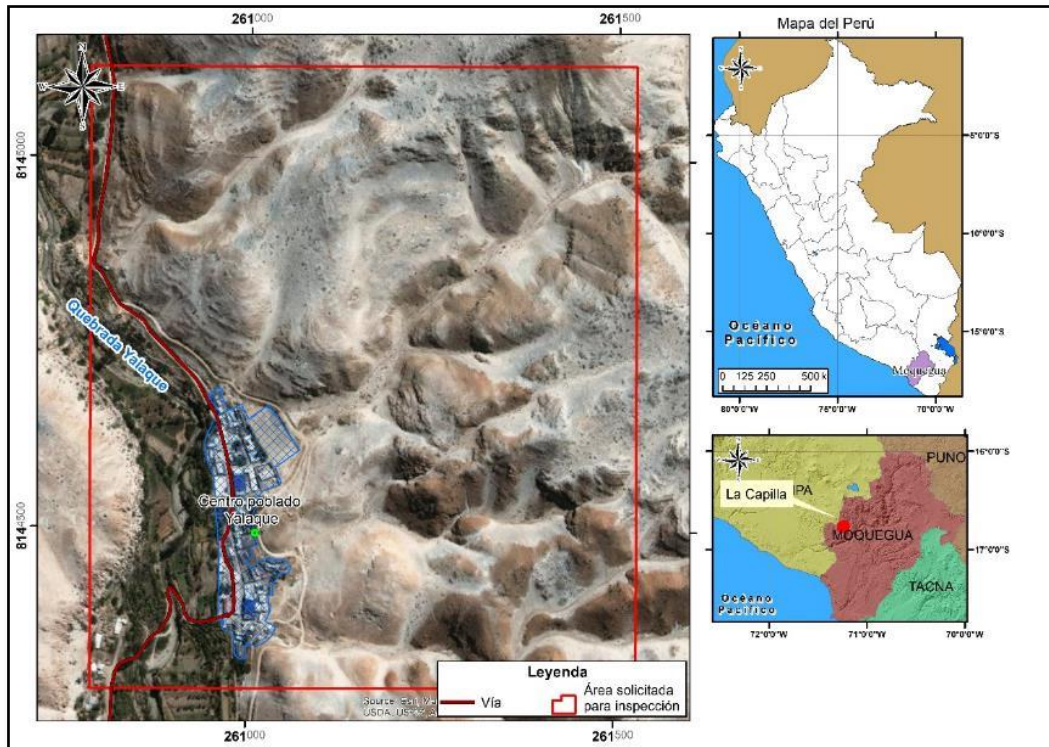 261000
261500
8145000
8144500
N
W
E
S
Quebrada Yalaque
Centro poblado
Yalaque
Leyenda
Vía
Área solicitada
para inspección
261000
261500
Mapa del Perú
5°0'0"S
10°0'0"S
15°0'0"S
Océano
Pacífico
Moquegua
0 125 250 500 k
80°0'0"W
75°0'0"W
70°0'0"W
16°0'0"S
17°0'0"S
PUNO
La Capilla
IPA
MOQUEGUA
TACNA
Océano
Pacífico
72°0'0"W
71°0'0"W
70°0'0"W